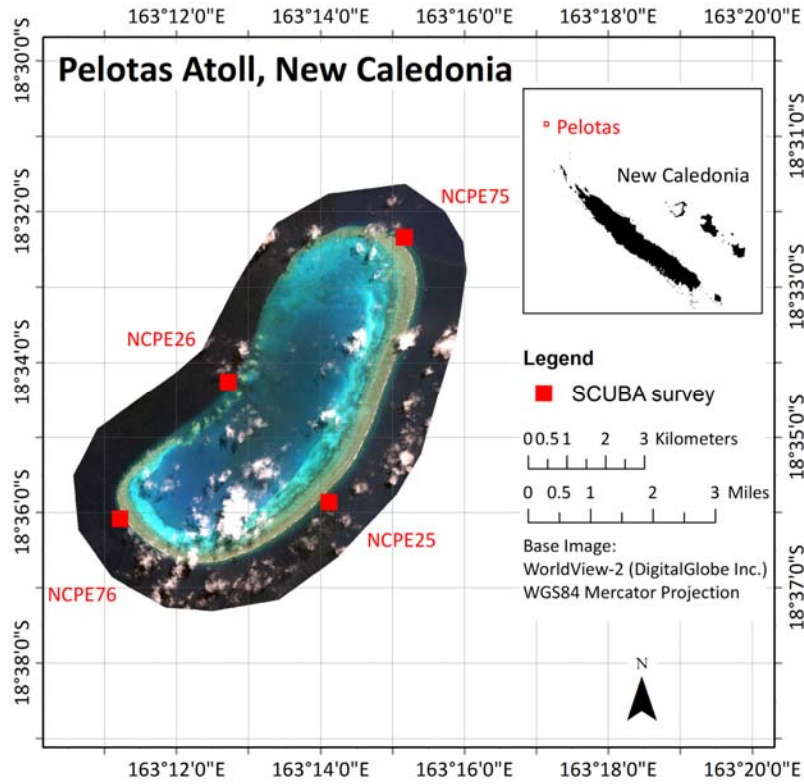 163°12'0"E 163°14'0"E 163°16'0"E 163°18'0"E 163°20'0"E
Pelotas Atoll, New Caledonia
18°30'0"S
18°32'0"S
18°34'0"S
18°36'0"S
18°38'0"S
NCPE75
NCPE26
NCPE25
NCPE76
Pelotas
New Caledonia
Legend
SCUBA survey
0 0.5 1 2 3 Kilometers
0 0.5 1 2 3 Miles
Base Image:
WorldView-2 (DigitalGlobe Inc.)
WGS84 Mercator Projection
N
18°31'0"S
18°33'0"S
18°35'0"S
18°37'0"S
163°12'0"E 163°14'0"E 163°15'0"E 163°17'0"E 163°19'0"E 163°20'0"E